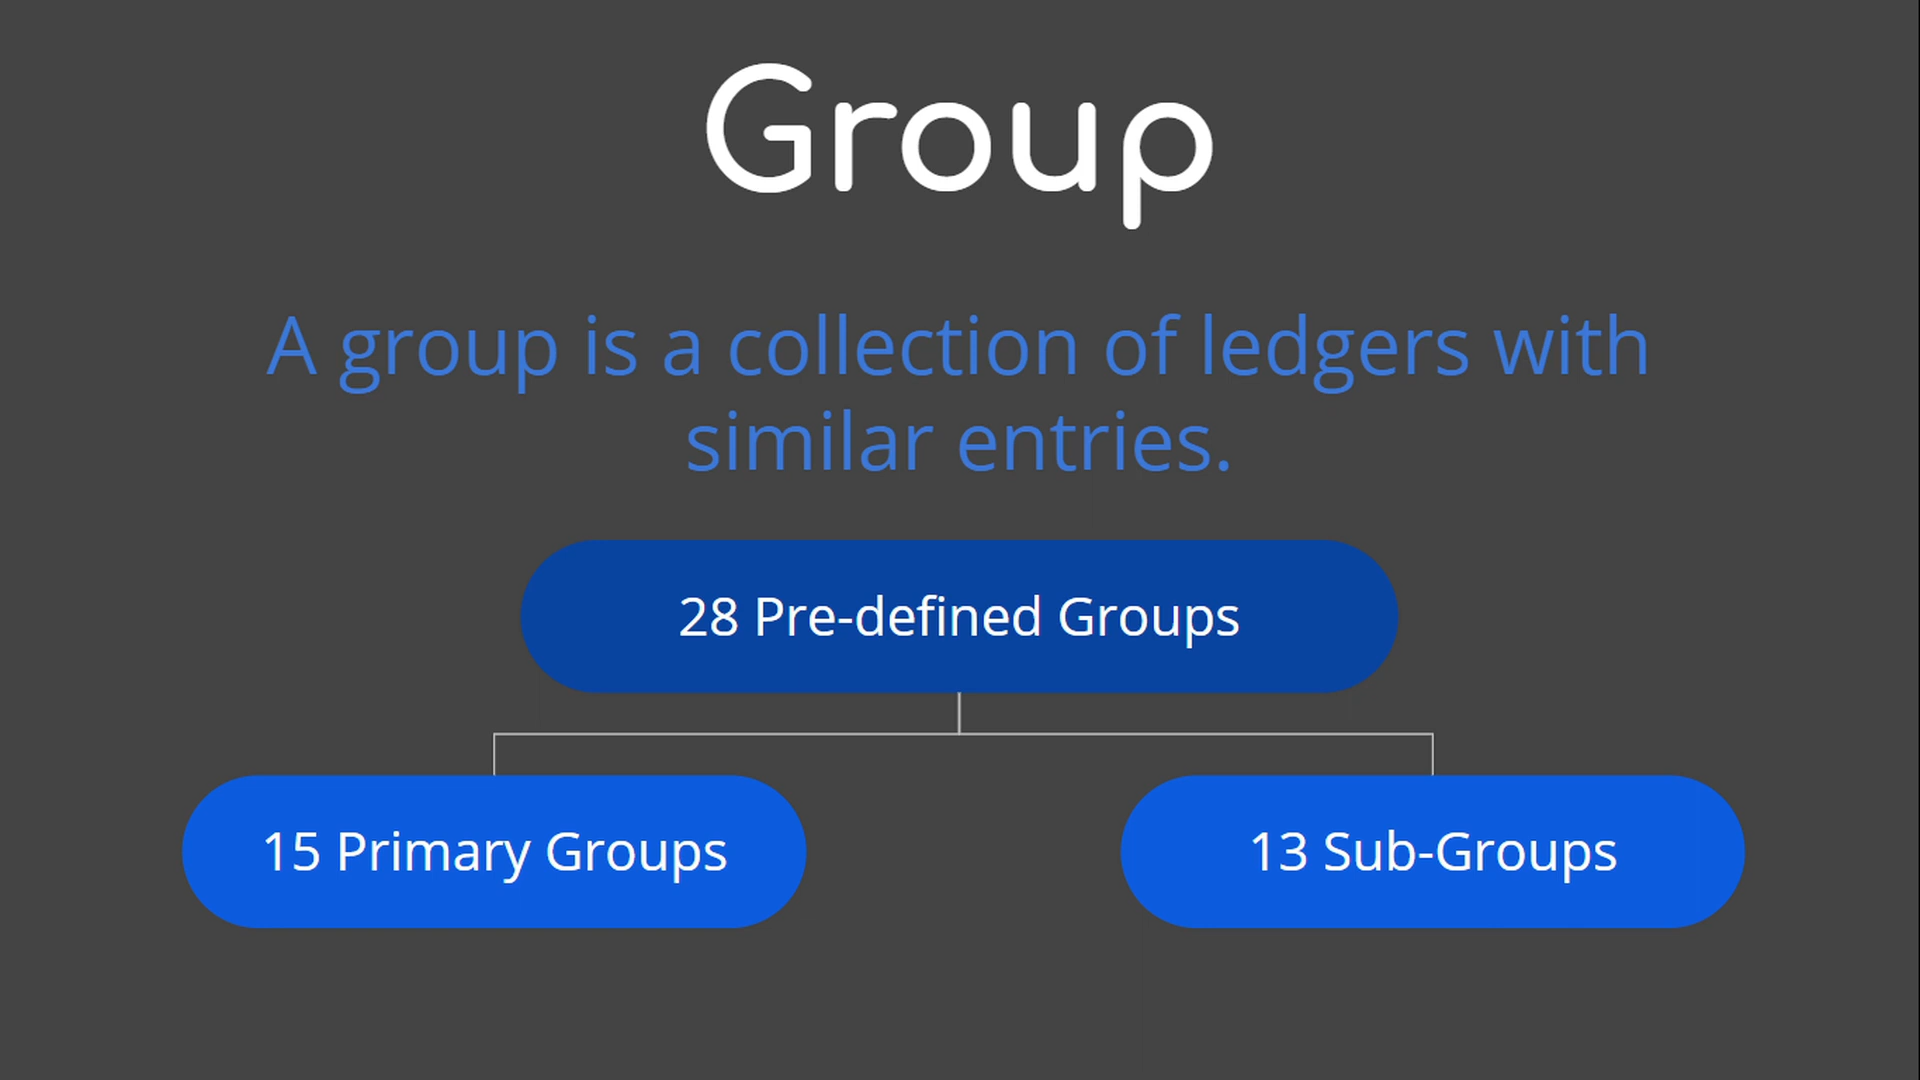 Group
A group is a collection of ledgers with
similar entries.
28 Pre-defined Groups
15 Primary Groups
13 Sub-Groups